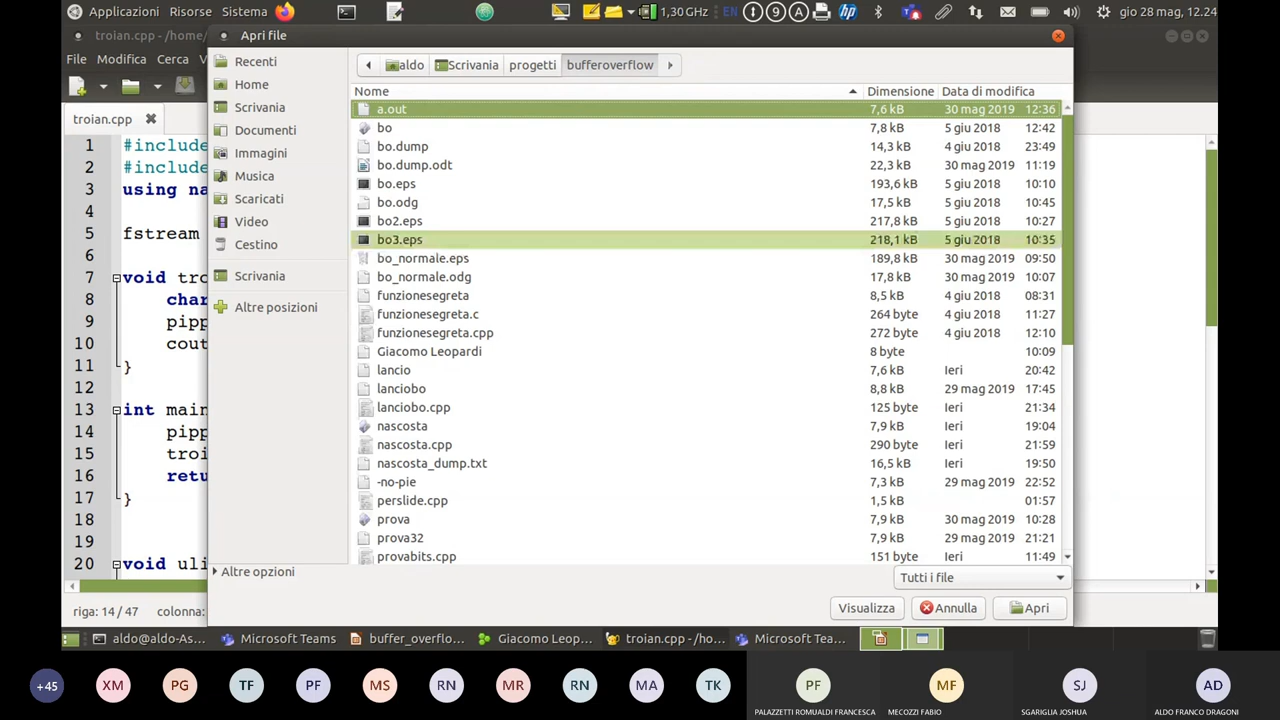 Applicazioni Risorse Sistema 1,30 GHz EN 9 A hp gio 28 mag, 12.24
troian.cpp - /home/
Apri file
File Modifica Cerca V
aldo Scrivania progetti bufferoverflow
Recenti
Home
Scrivania
Documenti
Immagini
Musica
Scaricati
Video
Cestino
Scrivania
Altre posizioni
Nome Dimensione Data di modifica
a.out 7,6 kB 30 mag 2019 12:36
bo 7,8 kB 5 giu 2018 12:42
bo.dump 14,3 kB 4 giu 2018 23:49
bo.dump.odt 22,3 kB 30 mag 2019 11:19
bo.eps 193,6 kB 5 giu 2018 10:10
bo.odg 17,5 kB 5 giu 2018 10:45
bo2.eps 217,8 kB 5 giu 2018 10:27
bo3.eps 218,1 kB 5 giu 2018 10:35
bo_normale.eps 189,8 kB 30 mag 2019 09:50
bo_normale.odg 17,8 kB 30 mag 2019 10:07
funzionesegreta 8,5 kB 4 giu 2018 08:31
funzionesegreta.c 264 byte 4 giu 2018 11:27
funzionesegreta.cpp 272 byte 4 giu 2018 12:10
Giacomo Leopardi 8 byte 10:09
lancio 7,6 kB Ieri 20:42
lanciobo 8,8 kB 29 mag 2019 17:45
lanciobo.cpp 125 byte Ieri 21:34
nascosta 7,9 kB Ieri 19:04
nascosta.cpp 290 byte Ieri 21:59
nascosta_dump.txt 16,5 kB Ieri 19:50
-no-pie 7,3 kB 29 mag 2019 22:52
perslide.cpp 1,5 kB 01:57
prova 7,9 kB 30 mag 2019 10:28
prova32 7,9 kB 29 mag 2019 21:21
provabits.cpp 151 byte Ieri 11:49
troian.cpp
1 #include
2 #include
3 using na
4
5 fstream
6
7 void tro
8 char
9 pipp
10 cout
11 }
12
13 int main
14 pipp
15 troi
16 retu
17 }
18
19
20 void uli
Altre opzioni
Tutti i file
Visualizza Annulla Apri
riga: 14 / 47 colonna:
aldo@aldo-As... Microsoft Teams buffer_overflo... Giacomo Leop... troian.cpp - /ho... Microsoft Tea...
+45 XM PG TF PF MS RN MR RN MA TK PF MF SJ AD
PALAZZETTI ROMUALDI FRANCESCA MECOZZI FABIO SGARIGLIA JOSHUA ALDO FRANCO DRAGONI